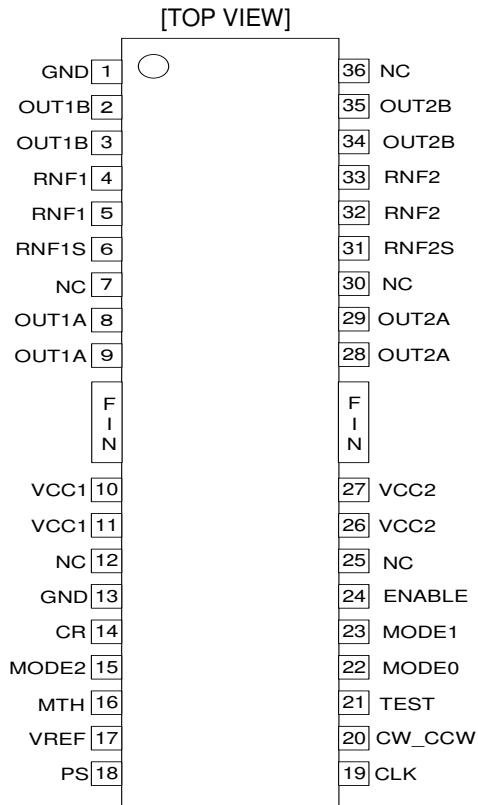 [TOP VIEW]
GND 1 36 NC
OUT1B 2 35 OUT2B
OUT1B 3 34 OUT2B
RNF1 4 33 RNF2
RNF1 5 32 RNF2
RNF1S 6 31 RNF2S
NC 7 30 NC
OUT1A 8 29 OUT2A
OUT1A 9 28 OUT2A
FIN FIN
VCC1 10 27 VCC2
VCC1 11 26 VCC2
NC 12 25 NC
GND 13 24 ENABLE
CR 14 23 MODE1
MODE2 15 22 MODE0
MTH 16 21 TEST
VREF 17 20 CW_CCW
PS 18 19 CLK